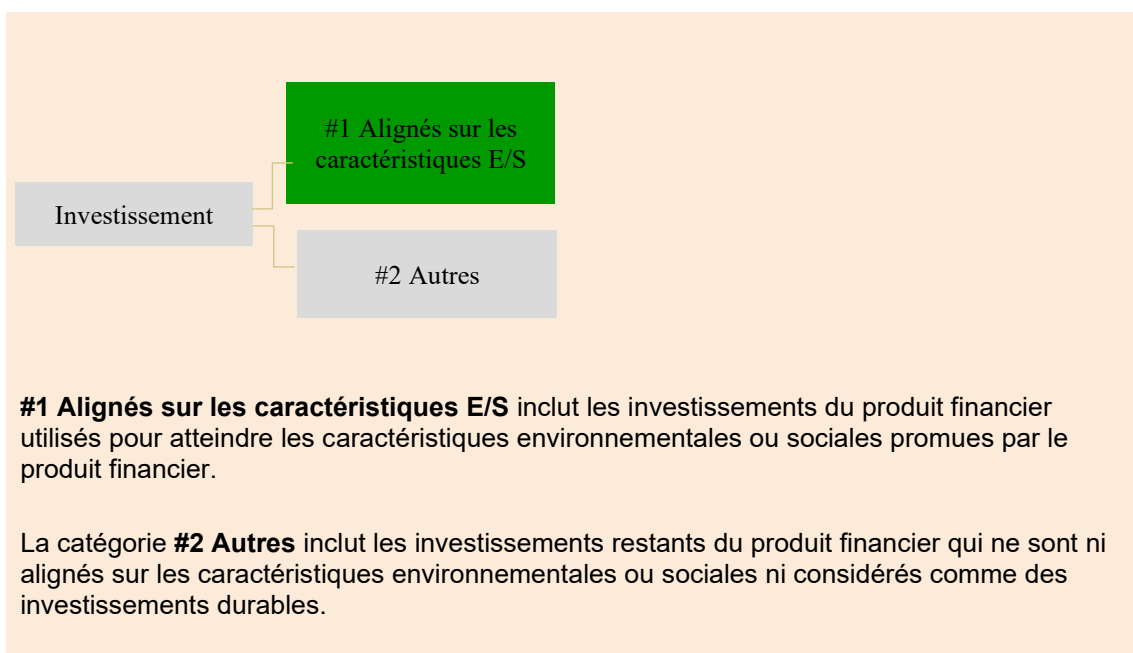 #1 Alignés sur les
caractéristiques E/S
Investissement
#2 Autres
#1 Alignés sur les caractéristiques E/S inclut les investissements du produit financier
utilisés pour atteindre les caractéristiques environnementales ou sociales promues par le
produit financier.
La catégorie #2 Autres inclut les investissements restants du produit financier qui ne sont ni
alignés sur les caractéristiques environnementales ou sociales ni considérés comme des
investissements durables.